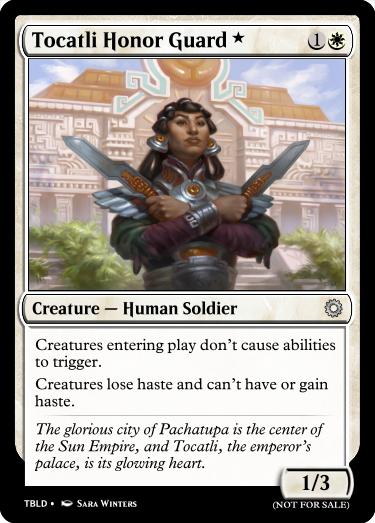 Tocatli Honor Guard ★ 1
Creature — Human Soldier
Creatures entering play don't cause abilities
to trigger.
Creatures lose haste and can't have or gain
haste.
The glorious city of Pachatupa is the center of
the Sun Empire, and Tocatli, the emperor's
palace, is its glowing heart.
1/3
TBLD • Sara Winters
(NOT FOR SALE)